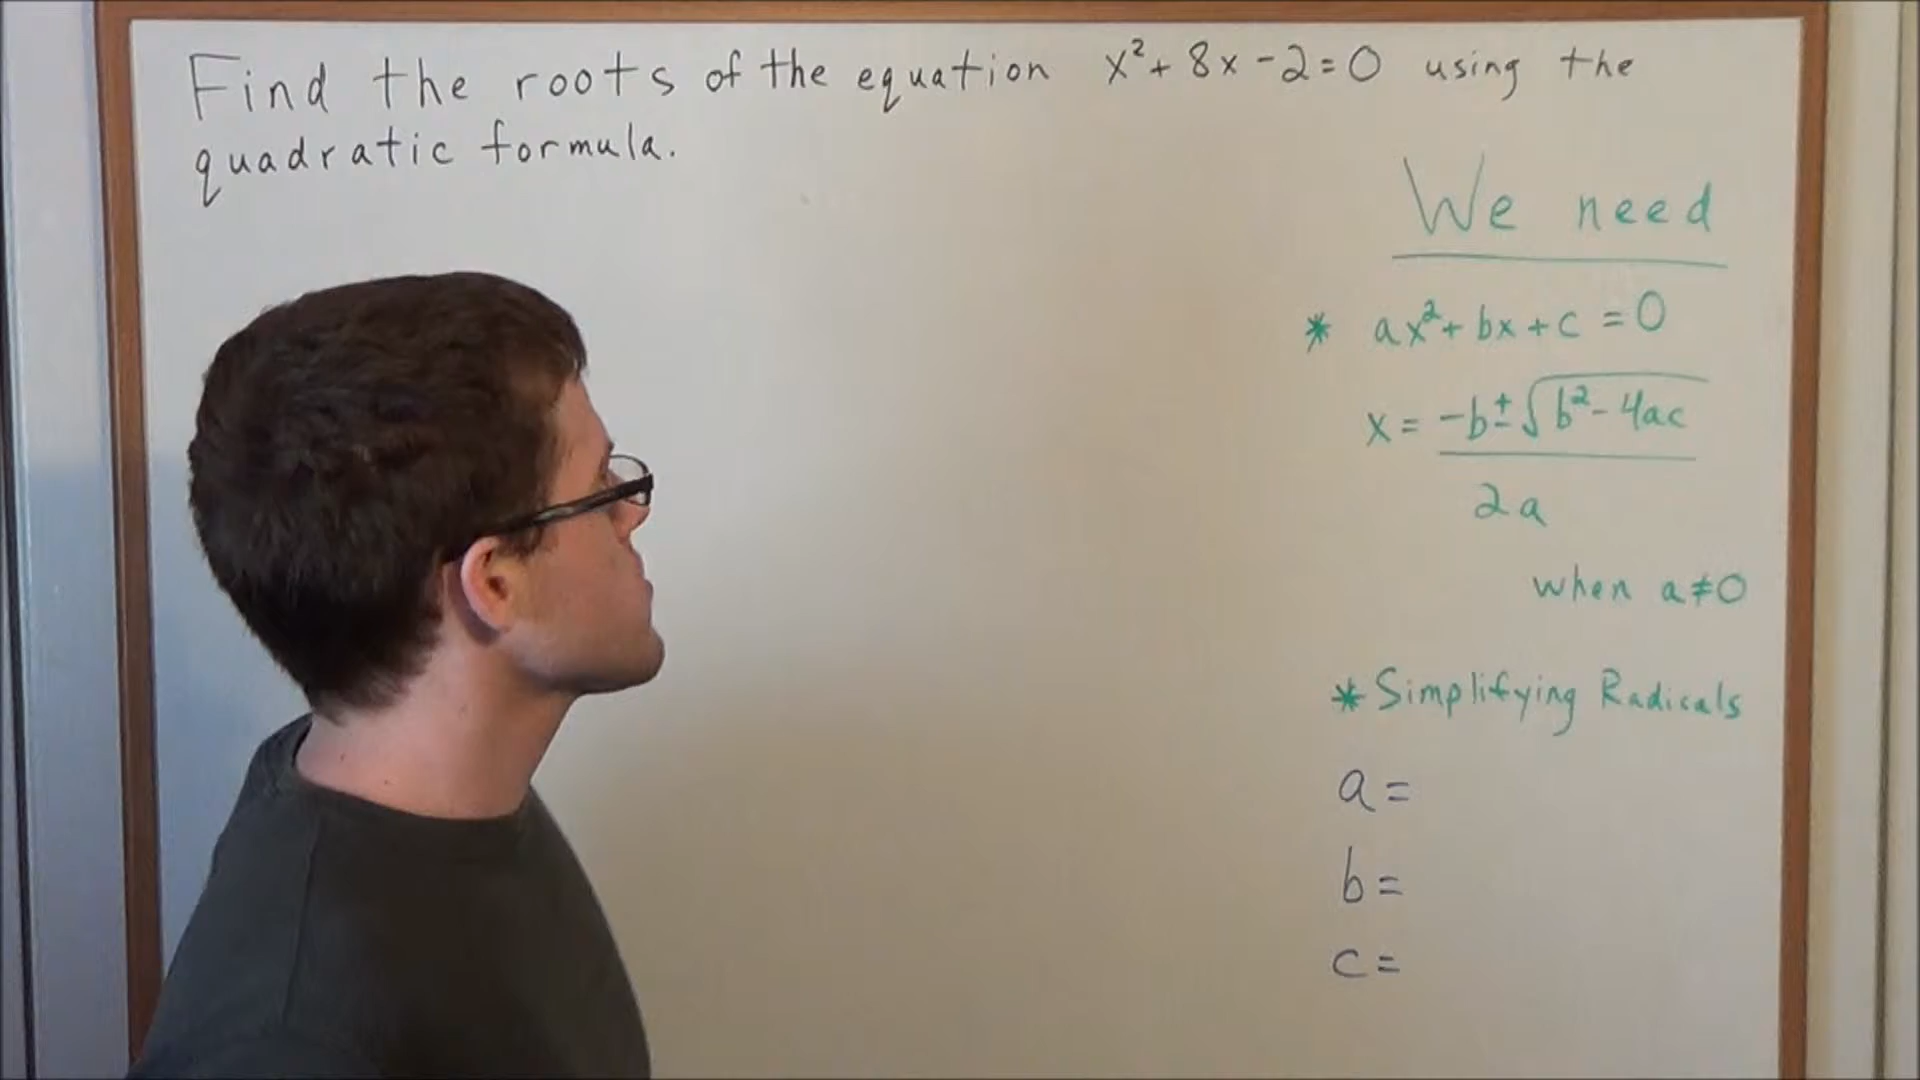 Find the roots of the equation x²+ 8x - 2 = 0 using the
quadratic formula.
We need
* ax²+ bx + c = 0
x = -b ± √b² - 4ac
2a
when a ≠ 0
* Simplifying Radicals
a =
b =
c =